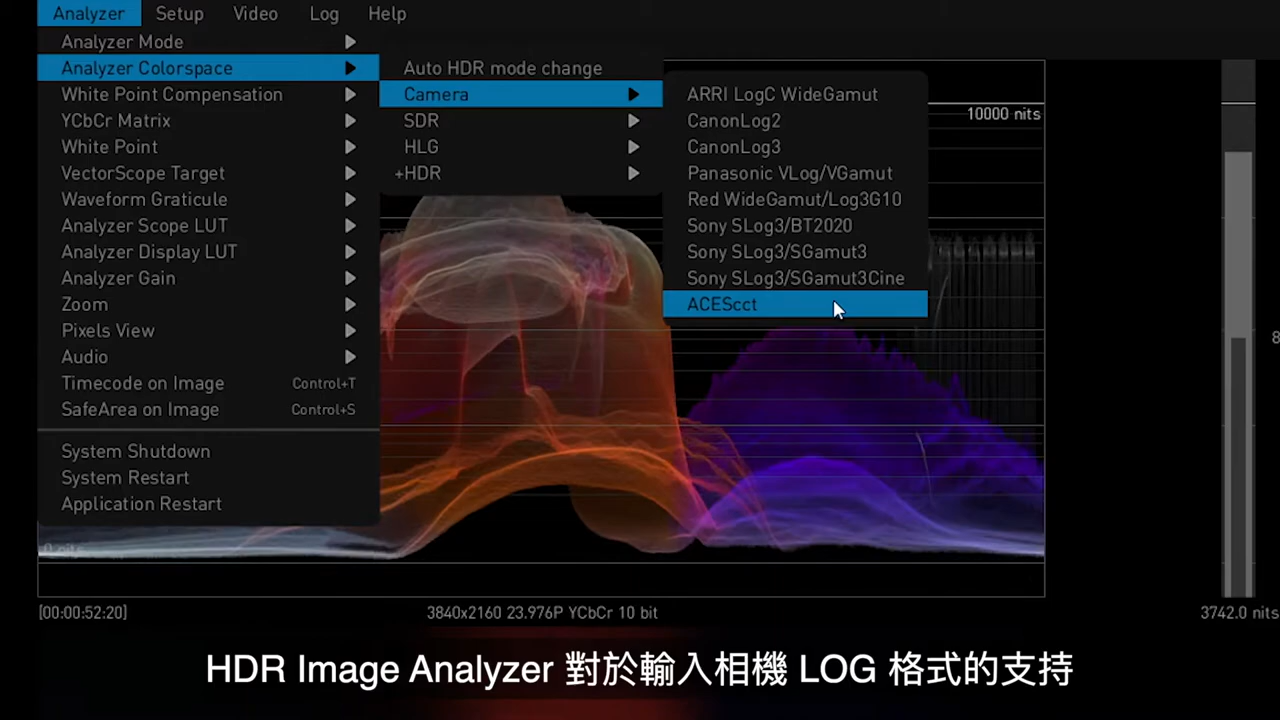 Analyzer Setup Video Log Help
Analyzer Mode
Analyzer Colorspace
White Point Compensation
YCbCr Matrix
White Point
VectorScope Target
Waveform Graticule
Analyzer Scope LUT
Analyzer Display LUT
Analyzer Gain
Zoom
Pixels View
Audio
Timecode on Image Control+T
SafeArea on Image Control+S
System Shutdown
System Restart
Application Restart
Auto HDR mode change
Camera
SDR
HLG
+HDR
ARRI LogC WideGamut
CanonLog2
CanonLog3
Panasonic VLog/VGamut
Red WideGamut/Log3G10
Sony SLog3/BT2020
Sony SLog3/SGamut3
Sony SLog3/SGamut3Cine
ACEScct
10000 nits
0 nits
[00:00:52:20] 3840x2160 23.976P YCbCr 10 bit 3742.0 nits
HDR Image Analyzer 對於輸入相機 LOG 格式的支持